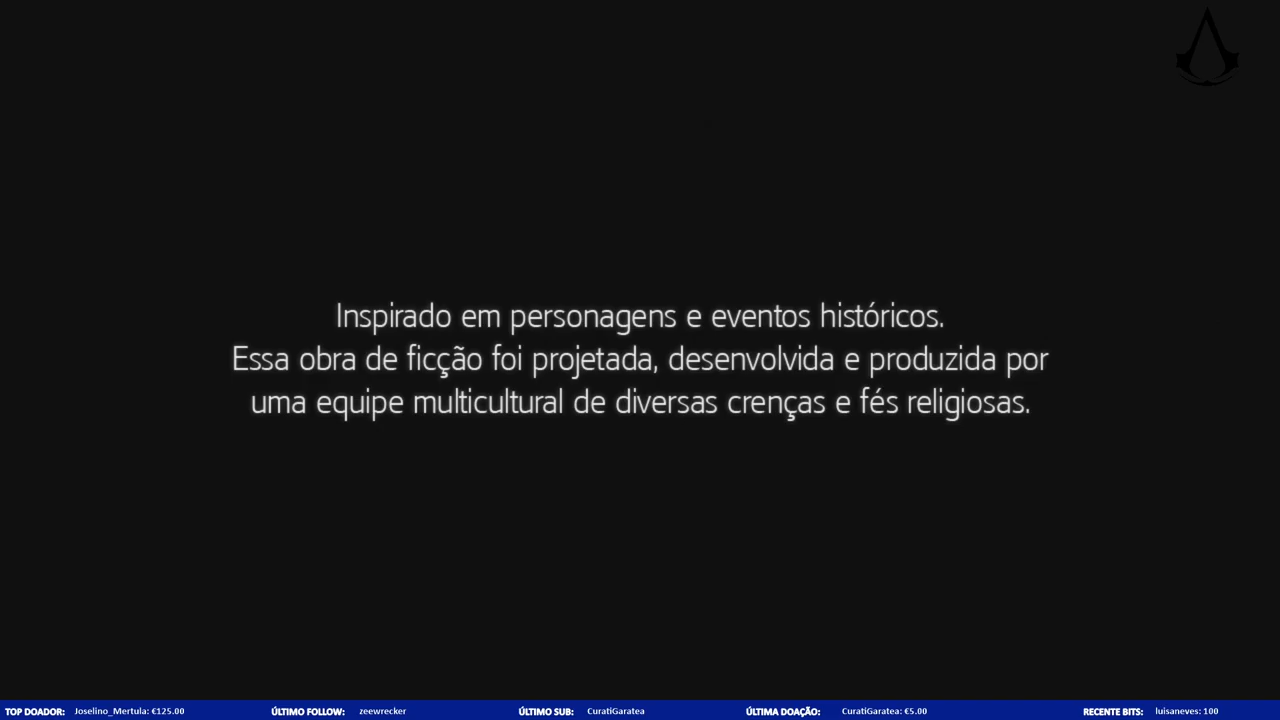 Inspirado em personagens e eventos históricos.
Essa obra de ficção foi projetada, desenvolvida e produzida por
uma equipe multicultural de diversas crenças e fés religiosas.
TOP DOADOR: Joselino_Mertula: €125.00 ÚLTIMO FOLLOW: zeewrecker ÚLTIMO SUB: CuratiGaratea ÚLTIMA DOAÇÃO: CuratiGaratea: €5.00 RECENTE BITS: luisaneves: 100